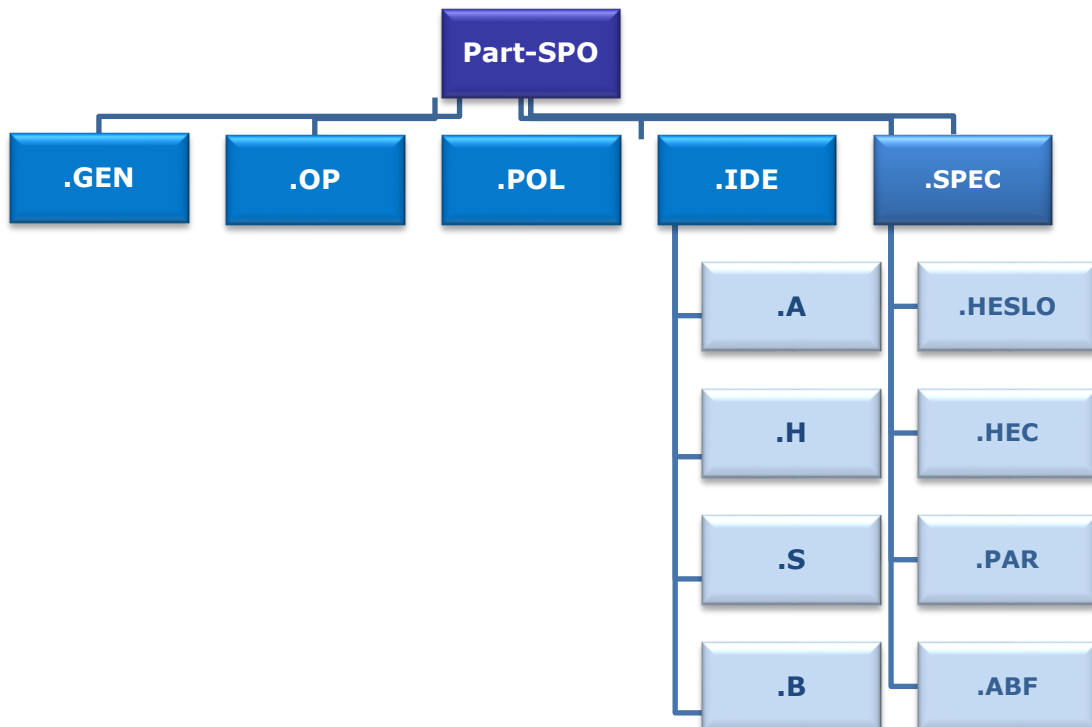 Part-SPO
.GEN
.OP
.POL
.IDE
.SPEC
.A
.HESLO
.H
.HEC
.S
.PAR
.B
.ABF